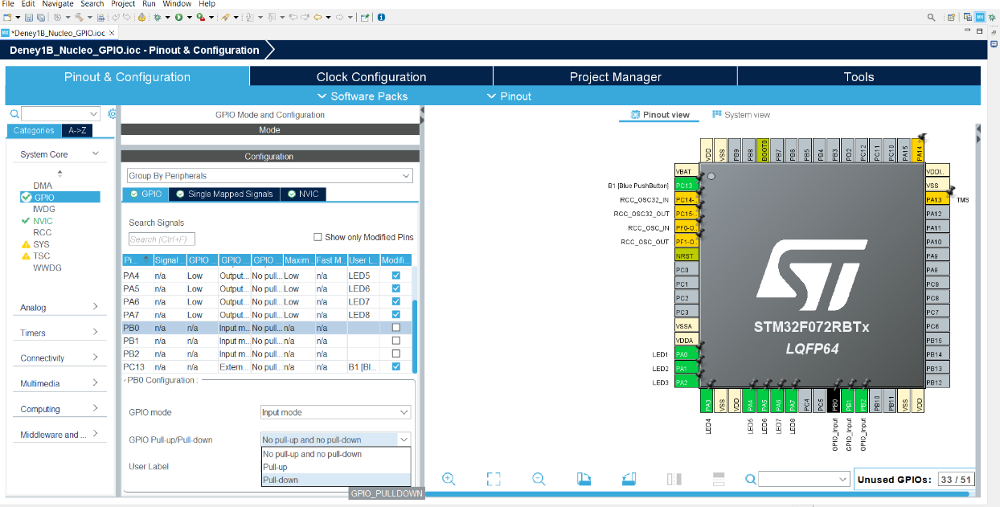 File Edit Navigate Search Project Run Window Help
*Deney1B_Nucleo_GPIO.ioc
Deney1B_Nucleo_GPIO.ioc - Pinout & Configuration
Pinout & Configuration
Clock Configuration
Project Manager
Tools
Software Packs
Pinout
Categories
A->Z
System Core
DMA
GPIO
IWDG
NVIC
RCC
SYS
TSC
WWDG
Analog
Timers
Connectivity
Multimedia
Computing
Middleware and ...
GPIO Mode and Configuration
Mode
Configuration
Group By Peripherals
GPIO
Single Mapped Signals
NVIC
Search Signals
Search (Ctrl+F)
Show only Modified Pins
Pi... Signal ... GPIO ... GPIO ... GPIO ... Maxim... Fast M... User L... Modifi...
PA4 n/a Low Output... No pull... Low n/a LED5
PA5 n/a Low Output... No pull... Low n/a LED6
PA6 n/a Low Output... No pull... Low n/a LED7
PA7 n/a Low Output... No pull... Low n/a LED8
PB0 n/a n/a Input m... No pull... n/a n/a
PB1 n/a n/a Input m... No pull... n/a n/a
PB2 n/a n/a Input m... No pull... n/a n/a
PC13 n/a n/a Extern... No pull... n/a n/a B1 [Bl...
PB0 Configuration :
GPIO mode
Input mode
GPIO Pull-up/Pull-down
No pull-up and no pull-down
No pull-up and no pull-down
User Label
Pull-up
Pull-down
GPIO_PULLDOWN
Pinout view
System view
VDD VSS PB9 PB8 BOOT0 PB7 PB6 PB5 PB4 PB3 PD2 PC12 PC11 PC10 PA15 PA14
VBAT
B1 [Blue PushButton] PC13
RCC_OSC32_IN PC14-..
RCC_OSC32_OUT PC15-..
RCC_OSC_IN PF0-O..
RCC_OSC_OUT PF1-O..
NRST
PC0
PC1
PC2
PC3
VSSA
VDDA
LED1 PA0
LED2 PA1
LED3 PA2
VDDI..
VSS
PA13 TMS
PA12
PA11
PA10
PA9
PA8
PC9
PC8
PC7
PC6
PB15
PB14
PB13
PB12
STM32F072RBTx
LQFP64
PA3 VSS VDD PA4 PA5 PA6 PA7 PC4 PC5 PB0 PB1 PB2 PB10 PB11 VSS VDD
LED4 LED5 LED6 LED7 LED8 GPIO_Input GPIO_Input GPIO_Input
Unused GPIOs: 33 / 51